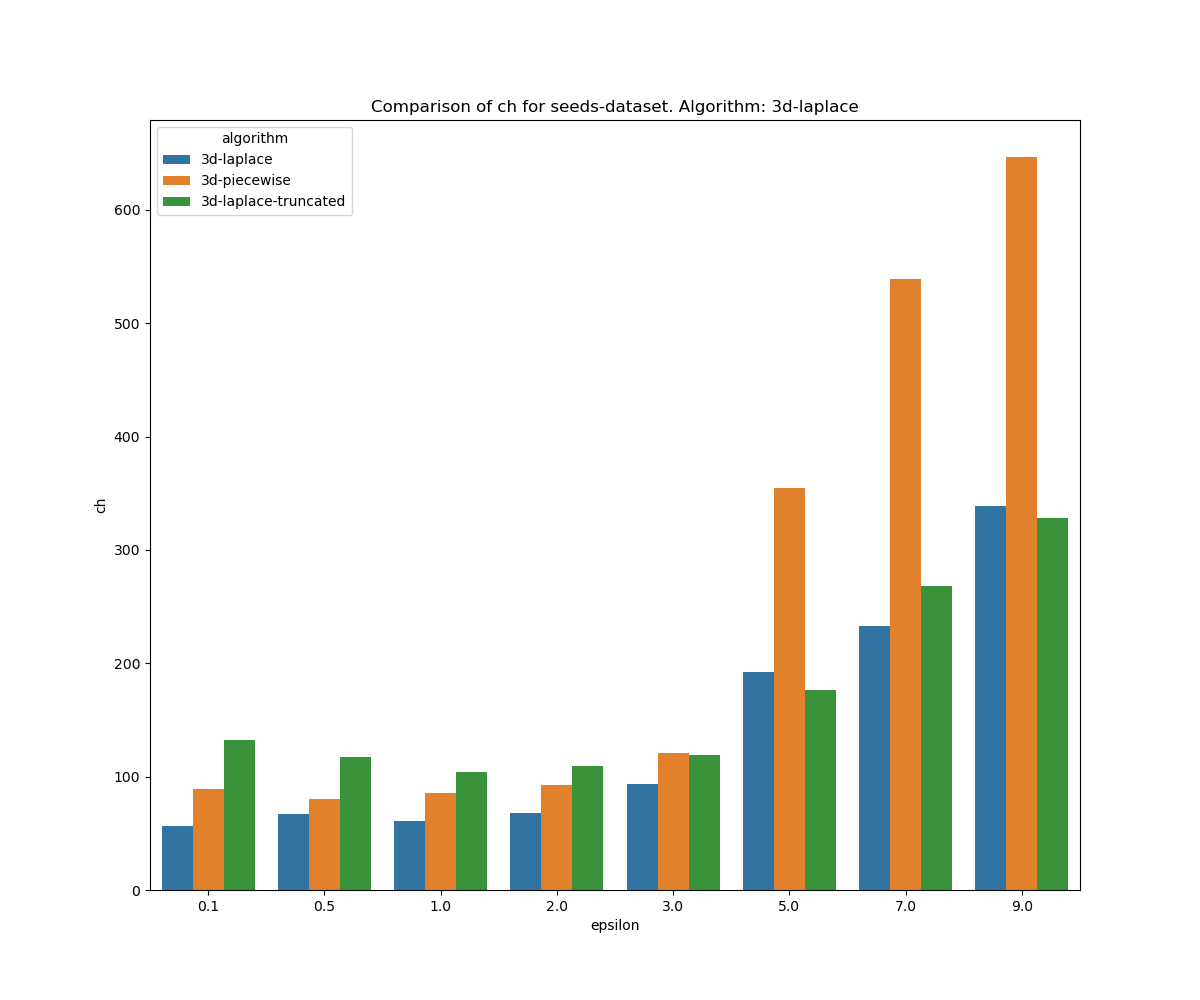 Comparison of ch for seeds-dataset. Algorithm: 3d-laplace
algorithm
3d-laplace
3d-piecewise
3d-laplace-truncated
600
500
400
300
200
100
0
ch
0.1 0.5 1.0 2.0 3.0 5.0 7.0 9.0
epsilon